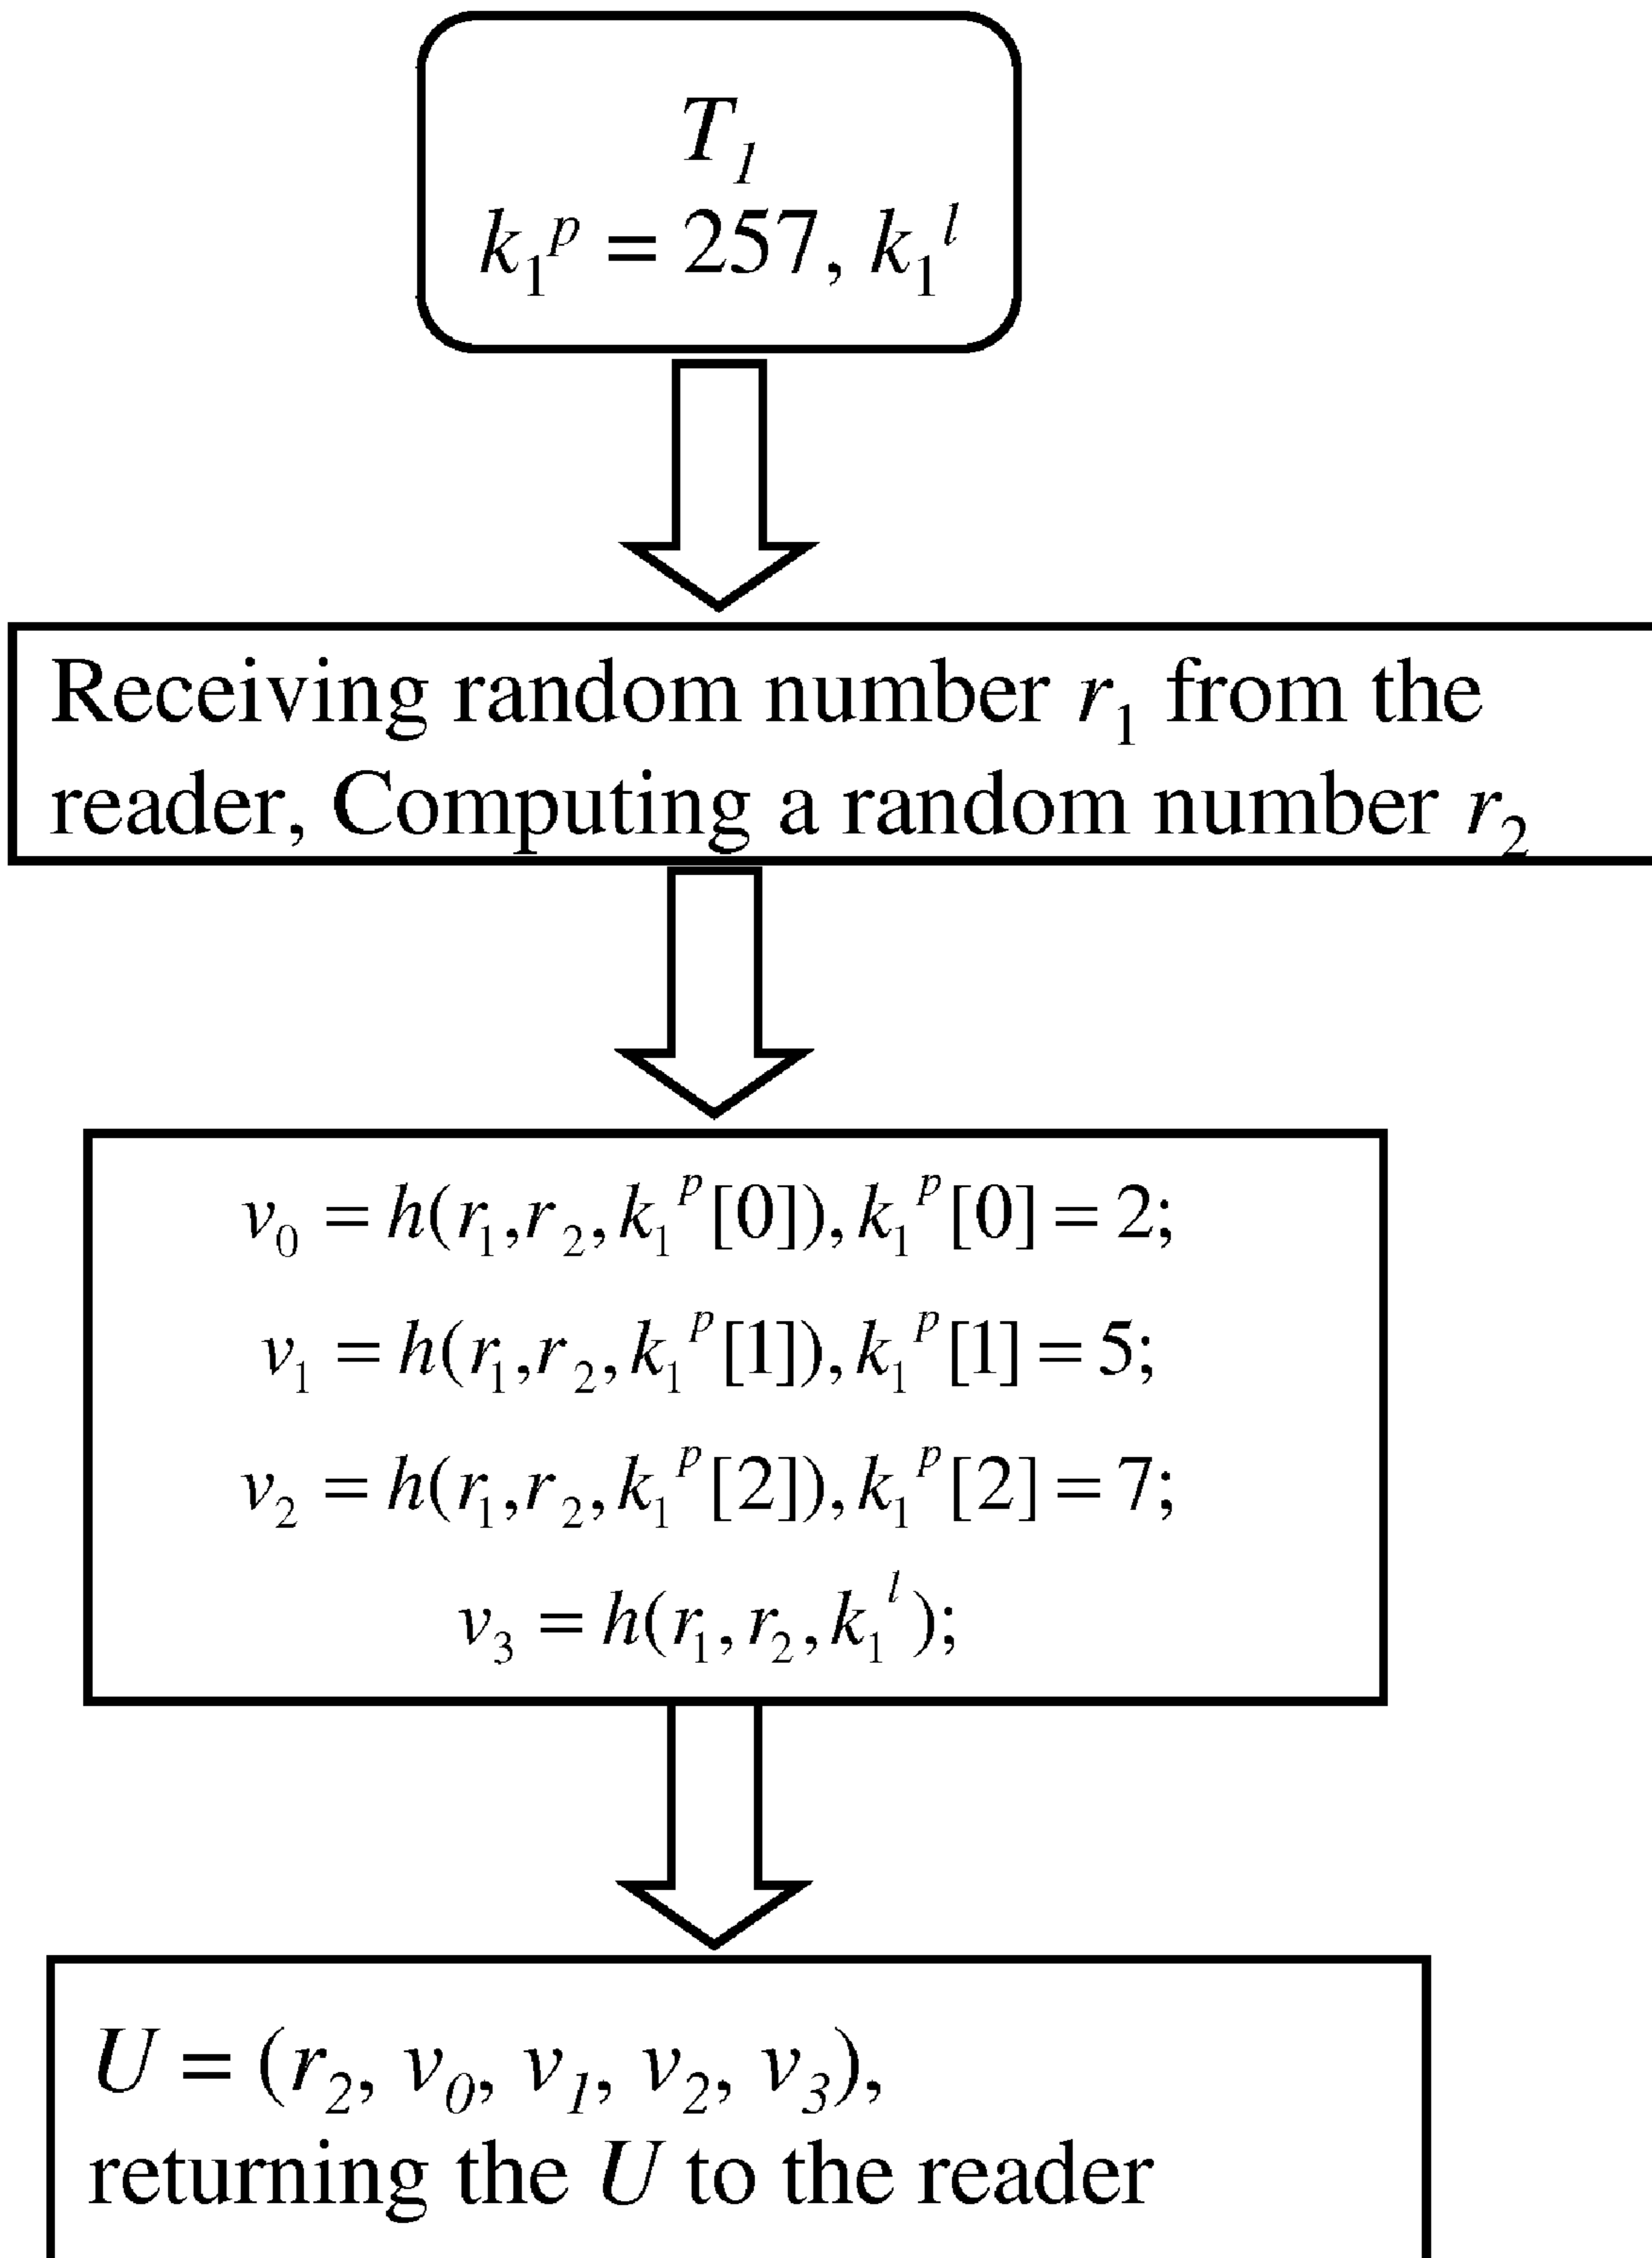 T₁
k₁ᵖ = 257, k₁ˡ
Receiving random number r₁ from the
reader, Computing a random number r₂
v₀ = h(r₁,r₂,k₁ᵖ[0]),k₁ᵖ[0]=2;
v₁ = h(r₁,r₂,k₁ᵖ[1]),k₁ᵖ[1]=5;
v₂ = h(r₁,r₂,k₁ᵖ[2]),k₁ᵖ[2]=7;
v₃ = h(r₁,r₂,k₁ˡ);
U = (r₂, v₀, v₁, v₂, v₃),
returning the U to the reader